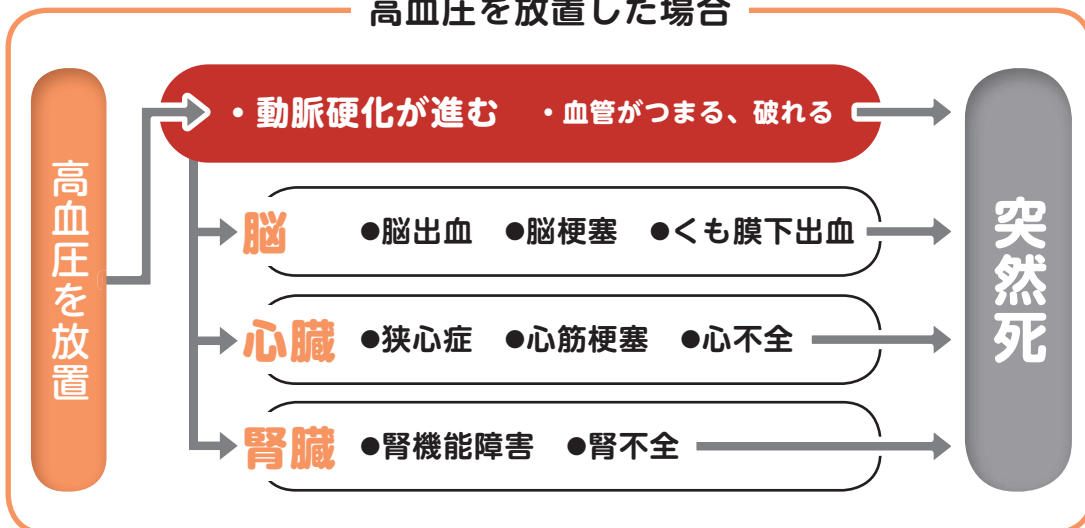 高血圧を放置した場合
高血圧を放置
・動脈硬化が進む ・血管がつまる、破れる
脳 ●脳出血 ●脳梗塞 ●くも膜下出血
心臓 ●狭心症 ●心筋梗塞 ●心不全
腎臓 ●腎機能障害 ●腎不全
突然死